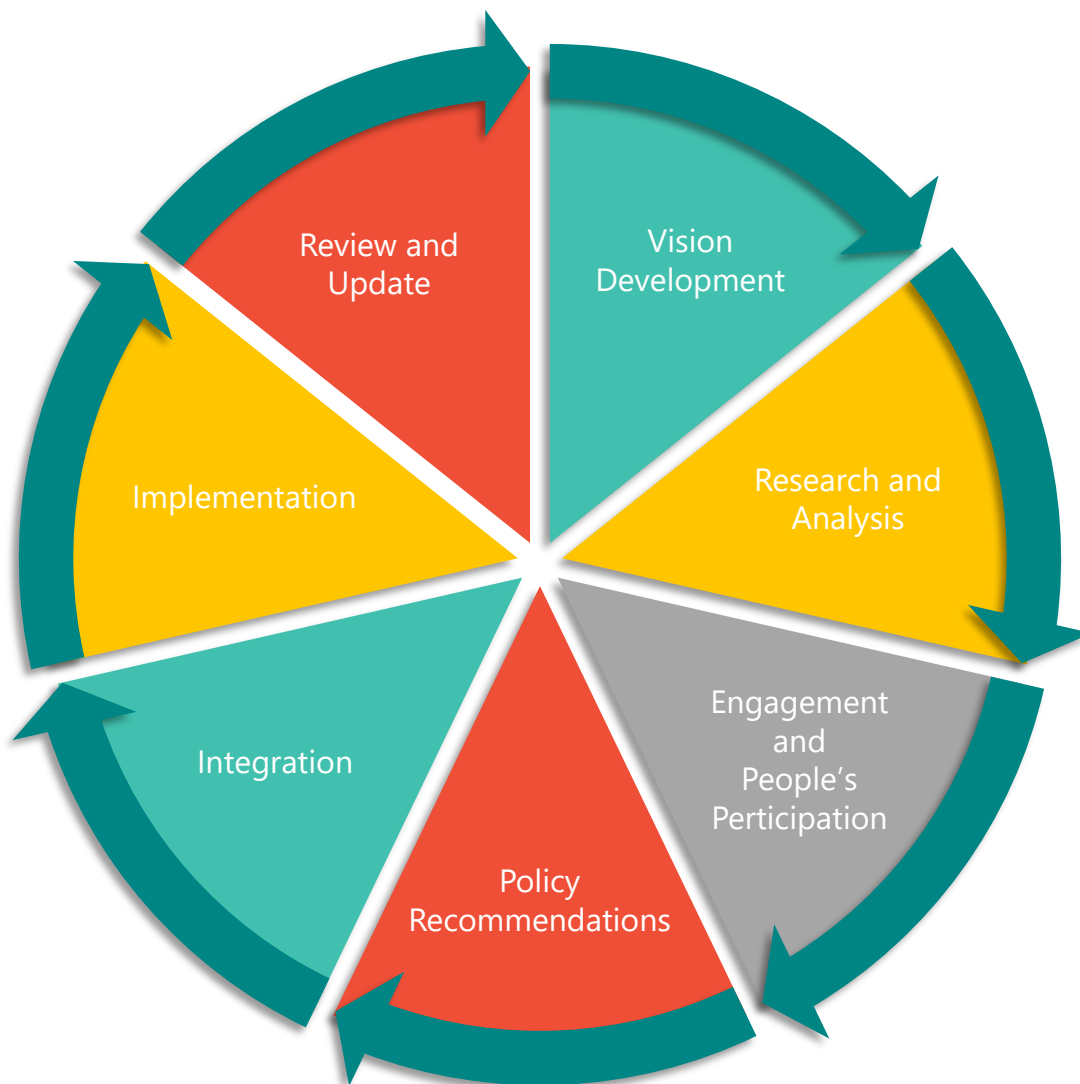 Vision
Development
Research and
Analysis
Engagement
and
People’s
Perticipation
Policy
Recommendations
Integration
Implementation
Review and
Update